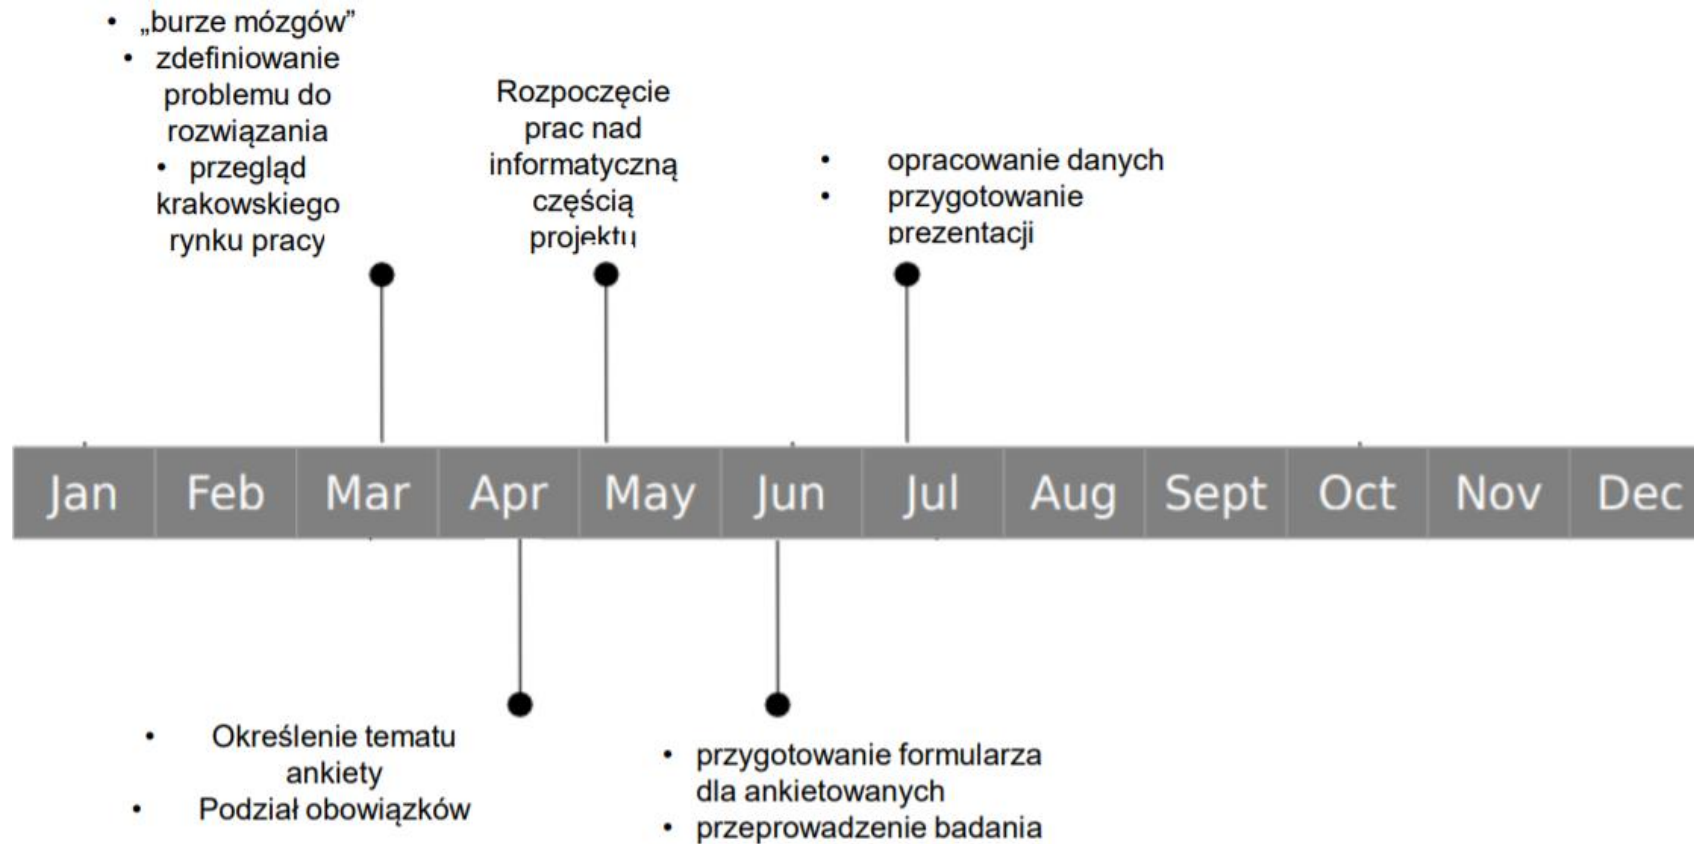 • „burze mózgów”
• zdefiniowanie
problemu do
rozwiązania
• przegląd
krakowskiego
rynku pracy
Rozpoczęcie
prac nad
informatyczną
częścią
projektu
• opracowanie danych
• przygotowanie
prezentacji
Jan Feb Mar Apr May Jun Jul Aug Sept Oct Nov Dec
• Określenie tematu
ankiety
• Podział obowiązków
• przygotowanie formularza
dla ankietowanych
• przeprowadzenie badania